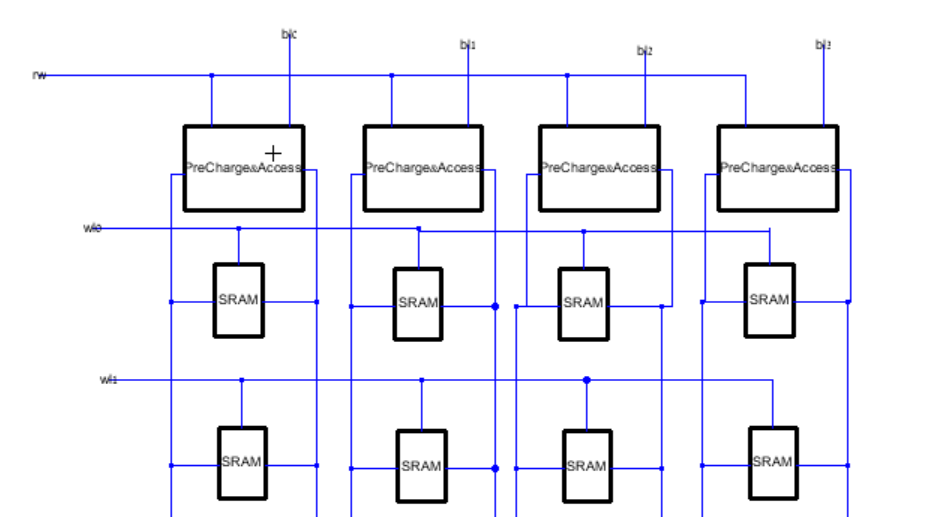 bl0
bl1
bl2
bl3
rw
PreCharge&Access PreCharge&Access PreCharge&Access PreCharge&Access
wl0
SRAM SRAM SRAM SRAM
wl1
SRAM SRAM SRAM SRAM